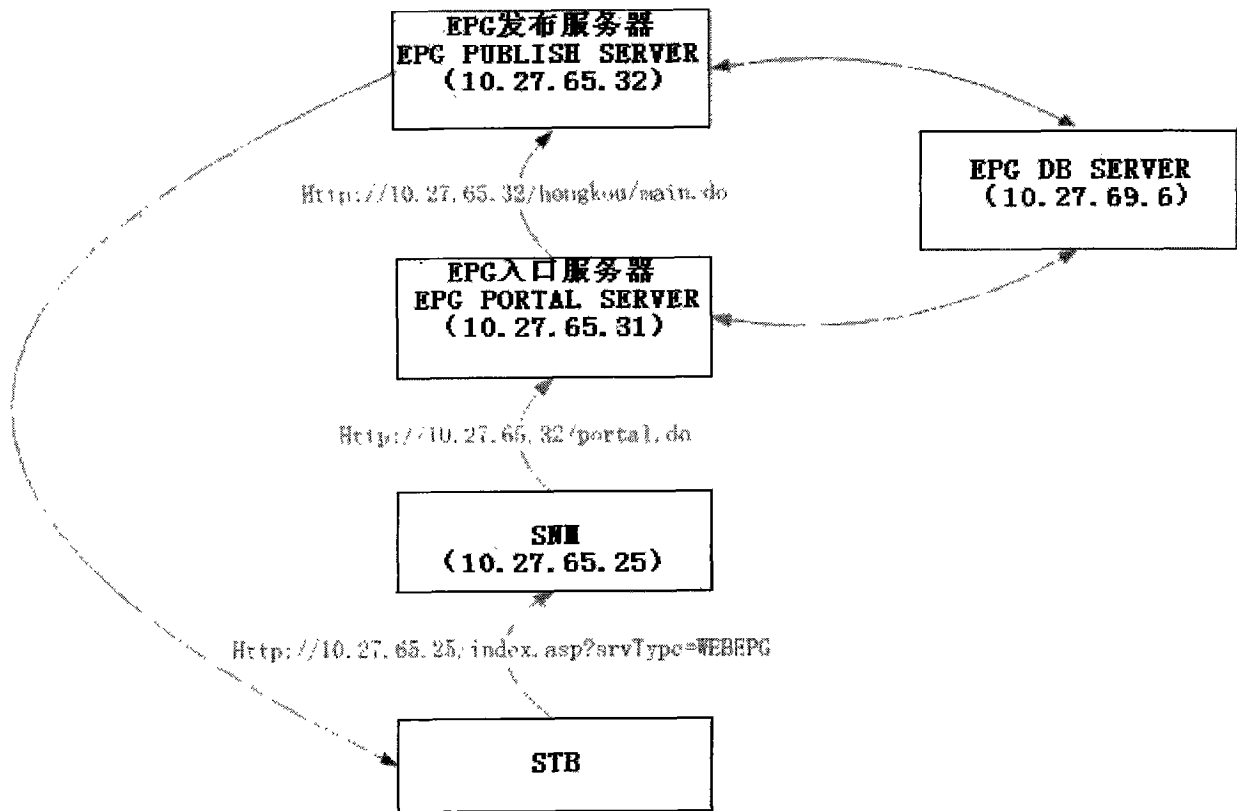 EPG发布服务器
EPG PUBLISH SERVER
(10.27.65.32)
EPG DB SERVER
(10.27.69.6)
Http://10.27.65.32/hongkou/main.do
EPG入口服务器
EPG PORTAL SERVER
(10.27.65.31)
Http://10.27.65.32/portal.do
SNM
(10.27.65.25)
Http://10.27.65.25/index.asp?srvType=WEBEPG
STB